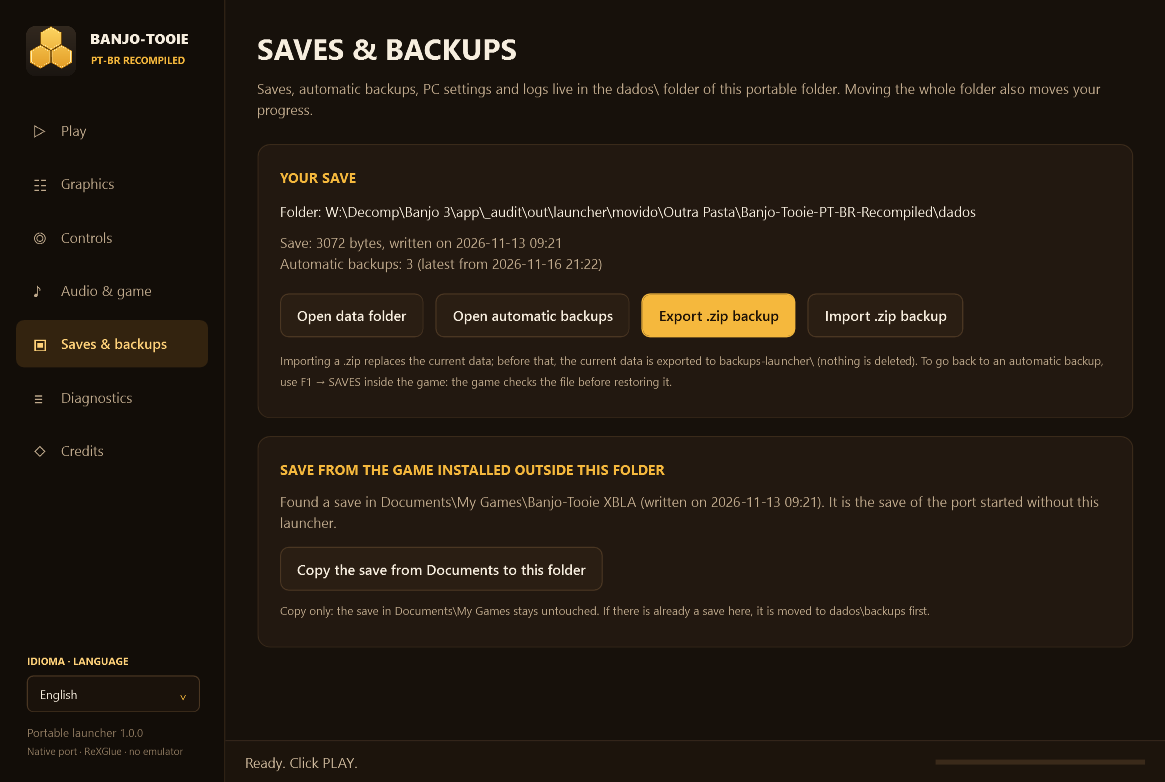 BANJO-TOOIE
PT-BR RECOMPILED
Play
Graphics
Controls
Audio & game
Saves & backups
Diagnostics
Credits
IDIOMA · LANGUAGE
English
Portable launcher 1.0.0
Native port · ReXGlue · no emulator
SAVES & BACKUPS
Saves, automatic backups, PC settings and logs live in the dados\ folder of this portable folder. Moving the whole folder also moves your
progress.
YOUR SAVE
Folder: W:\Decomp\Banjo 3\app\_audit\out\launcher\movido\Outra Pasta\Banjo-Tooie-PT-BR-Recompiled\dados
Save: 3072 bytes, written on 2026-11-13 09:21
Automatic backups: 3 (latest from 2026-11-16 21:22)
Open data folder
Open automatic backups
Export .zip backup
Import .zip backup
Importing a .zip replaces the current data; before that, the current data is exported to backups-launcher\ (nothing is deleted). To go back to an automatic backup,
use F1 → SAVES inside the game: the game checks the file before restoring it.
SAVE FROM THE GAME INSTALLED OUTSIDE THIS FOLDER
Found a save in Documents\My Games\Banjo-Tooie XBLA (written on 2026-11-13 09:21). It is the save of the port started without this
launcher.
Copy the save from Documents to this folder
Copy only: the save in Documents\My Games stays untouched. If there is already a save here, it is moved to dados\backups first.
Ready. Click PLAY.